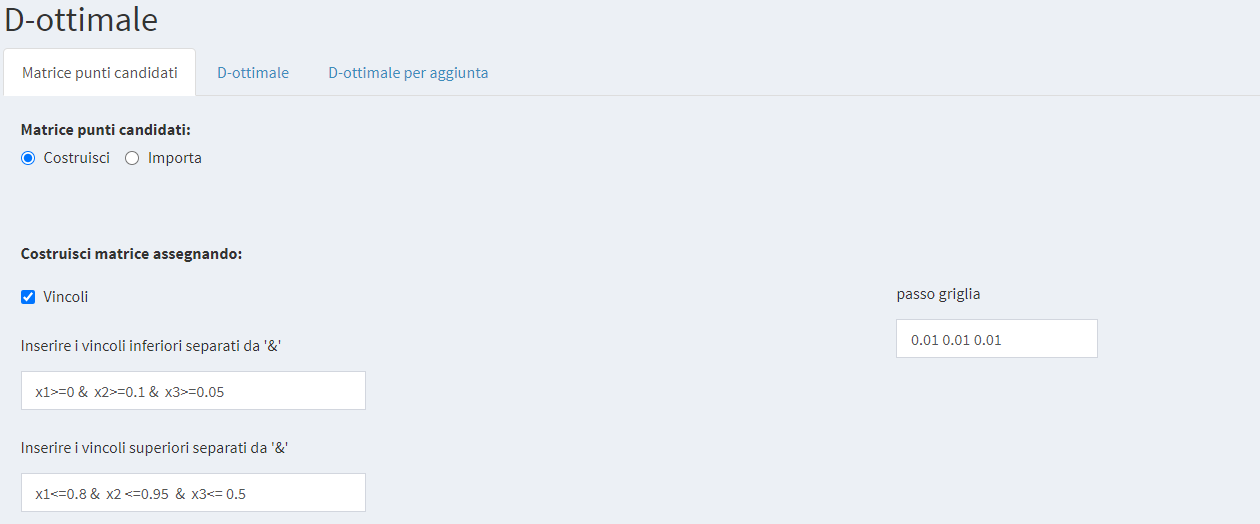 D-ottimale
Matrice punti candidati D-ottimale D-ottimale per aggiunta
Matrice punti candidati:
Costruisci Importa
Costruisci matrice assegnando:
Vincoli
passo griglia
0.01 0.01 0.01
Inserire i vincoli inferiori separati da '&'
x1>=0 & x2>=0.1 & x3>=0.05
Inserire i vincoli superiori separati da '&'
x1<=0.8 & x2 <=0.95 & x3<= 0.5